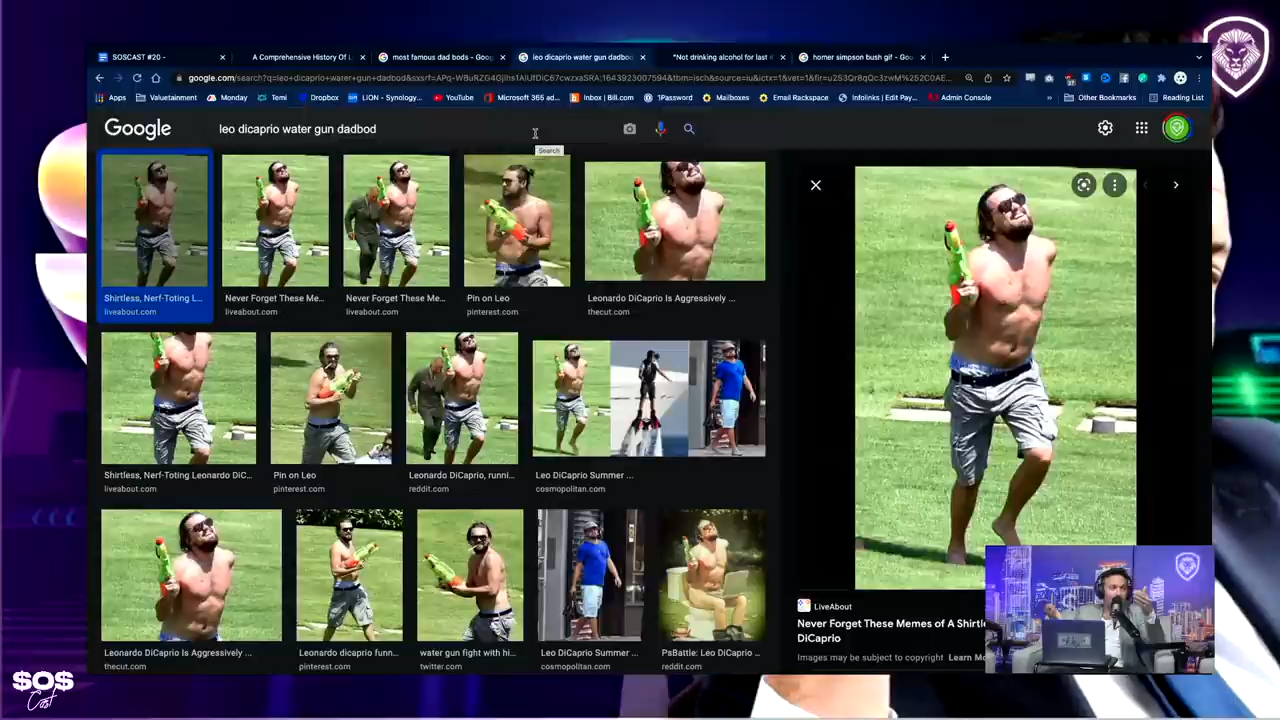 SOSCAST #20 -
A Comprehensive History Of
most famous dad bods - Goog
leo dicaprio water gun dadbod
"Not drinking alcohol for last
homer simpson bush gif - Goo
google.com/search?q=leo+dicaprio+water+gun+dadbod
Apps
Valuetainment
Monday
Temi
Dropbox
LION - Synology...
YouTube
Microsoft 365 ad...
Inbox | Bill.com
1Password
Mailboxes
Email Rackspace
Infolinks | Edit Pay...
Admin Console
»
Other Bookmarks
Reading List
Google
leo dicaprio water gun dadbod
Search
Shirtless, Nerf-Toting L...
liveabout.com
Never Forget These Me...
liveabout.com
Never Forget These Me...
liveabout.com
Pin on Leo
pinterest.com
Leonardo DiCaprio Is Aggressively ...
thecut.com
Shirtless, Nerf-Toting Leonardo DiC...
liveabout.com
Pin on Leo
pinterest.com
Leonardo DiCaprio, runni...
reddit.com
Leo DiCaprio Summer ...
cosmopolitan.com
Leonardo DiCaprio Is Aggressively ...
thecut.com
Leonardo dicaprio funn...
pinterest.com
water gun fight with hi...
twitter.com
Leo DiCaprio Summer ...
cosmopolitan.com
PsBattle: Leo DiCaprio ...
reddit.com
LiveAbout
Never Forget These Memes of A Shirtle
DiCaprio
Images may be subject to copyright Learn Mo
$O$
Cast